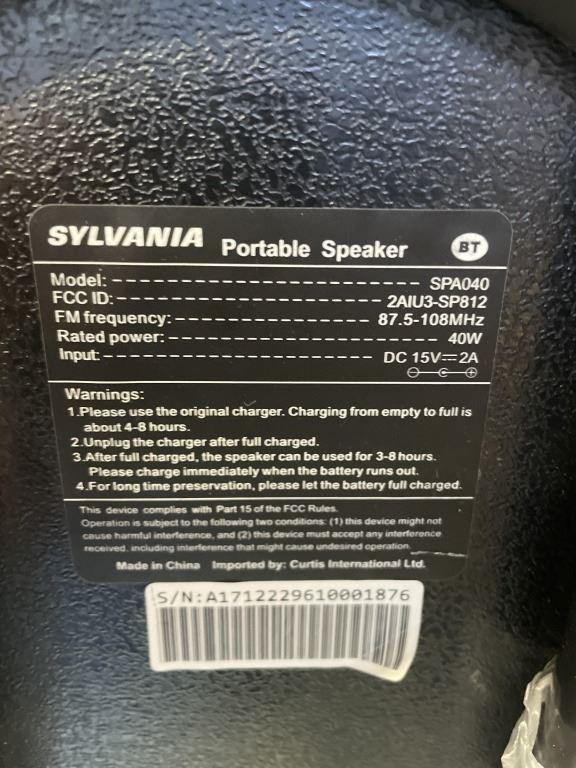 SYLVANIA Portable Speaker BT
Model: - - - - - - - - - - - - - - - - - - - - - - - - - SPA040
FCC ID: - - - - - - - - - - - - - - - - - - - - - 2AIU3-SP812
FM frequency: - - - - - - - - - - - - - - - 87.5-108MHz
Rated power: - - - - - - - - - - - - - - - - - - - - - 40W
Input: - - - - - - - - - - - - - - - - - - - - DC 15V⎓2A
Warnings:
1.Please use the original charger. Charging from empty to full is
about 4-8 hours.
2.Unplug the charger after full charged.
3.After full charged, the speaker can be used for 3-8 hours.
Please charge immediately when the battery runs out.
4.For long time preservation, please let the battery full charged.
This device complies with Part 15 of the FCC Rules.
Operation is subject to the following two conditions: (1) this device might not
cause harmful interference, and (2) this device must accept any interference
received, including interference that might cause undesired operation.
Made in China Imported by: Curtis International Ltd.
S/N:A1712229610001876